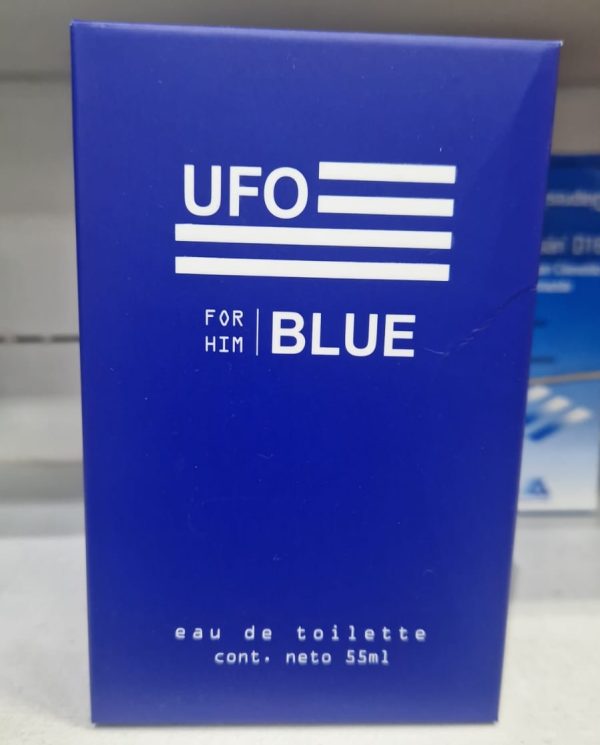 UFO
FOR
HIM
BLUE
eau de toilette
cont. neto 55ml